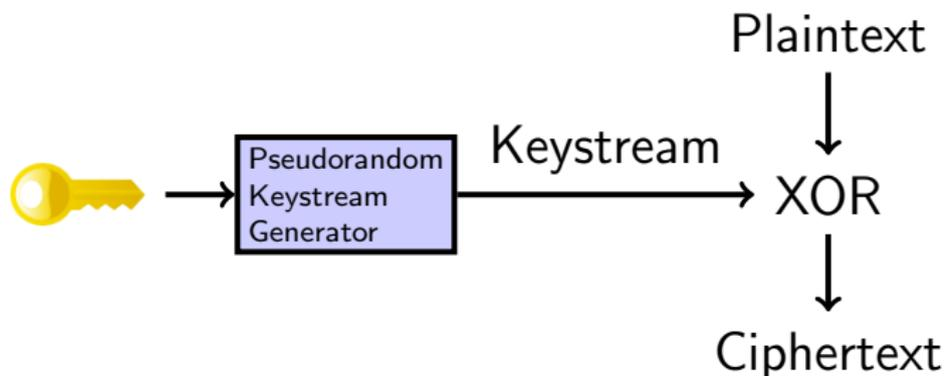 Plaintext
Keystream
Pseudorandom
Keystream
Generator
XOR
Ciphertext